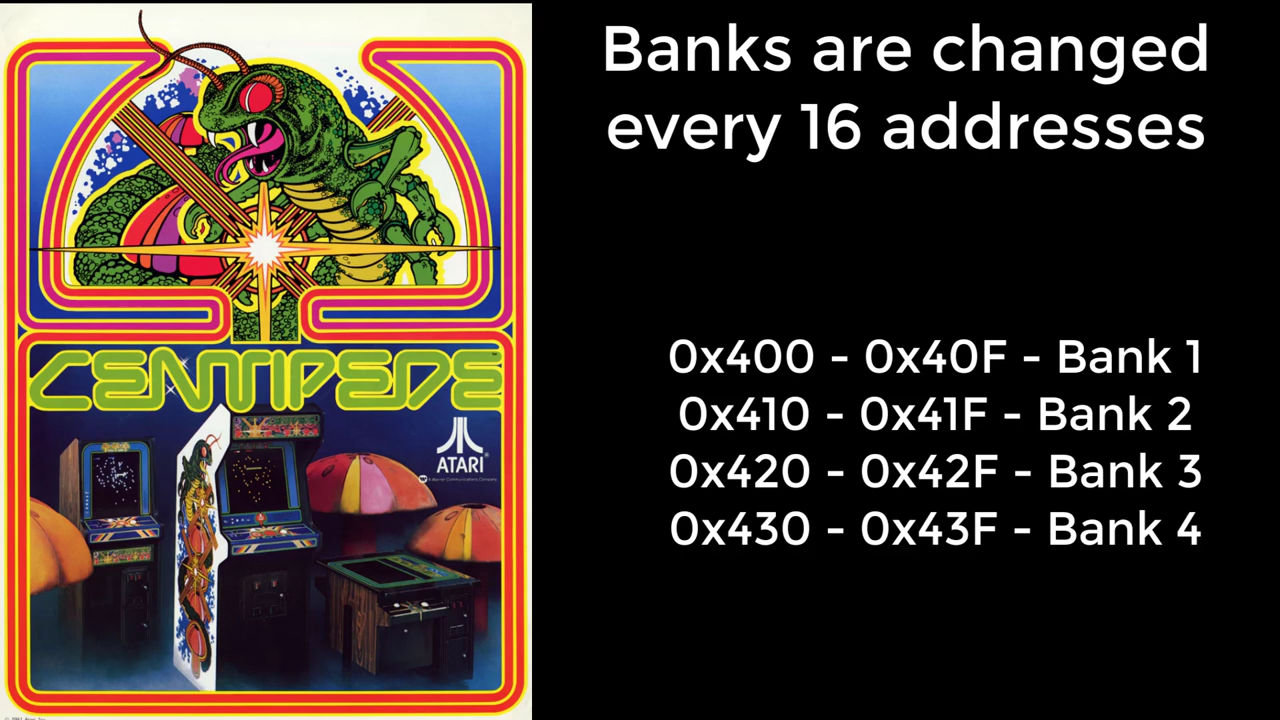 Banks are changed
every 16 addresses
0x400 - 0x40F - Bank 1
0x410 - 0x41F - Bank 2
0x420 - 0x42F - Bank 3
0x430 - 0x43F - Bank 4
CENTIPEDE
ATARI